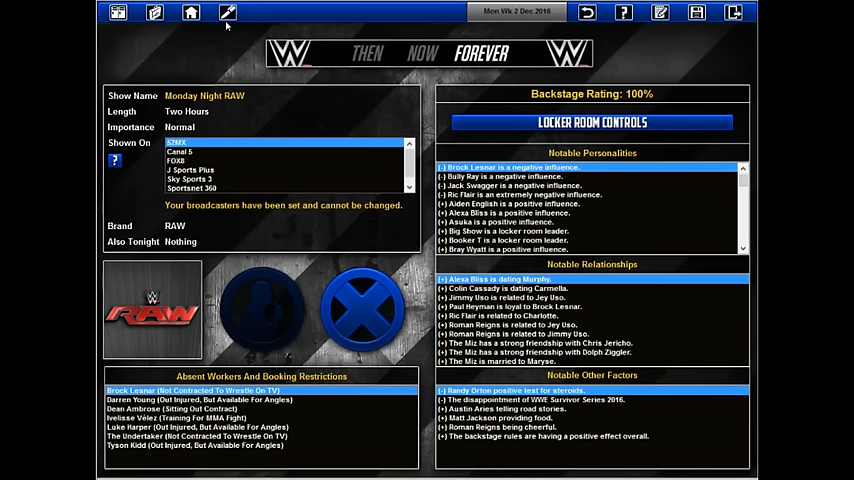 Mon Wk 2 Dec 2016
THEN NOW FOREVER
Show Name Monday Night RAW
Length Two Hours
Importance Normal
Shown On 52MX
Canal 5
FOX8
J Sports Plus
Sky Sports 3
Sportsnet 360
Your broadcasters have been set and cannot be changed.
Brand RAW
Also Tonight Nothing
RAW
Absent Workers And Booking Restrictions
Brock Lesnar (Not Contracted To Wrestle On TV)
Darren Young (Out Injured, But Available For Angles)
Dean Ambrose (Sitting Out Contract)
Ivelisse Vélez (Training For MMA Fight)
Luke Harper (Out Injured, But Available For Angles)
The Undertaker (Not Contracted To Wrestle On TV)
Tyson Kidd (Out Injured, But Available For Angles)
Backstage Rating: 100%
LOCKER ROOM CONTROLS
Notable Personalities
(-) Brock Lesnar is a negative influence.
(-) Bully Ray is a negative influence.
(-) Jack Swagger is a negative influence.
(-) Ric Flair is an extremely negative influence.
(+) Aiden English is a positive influence.
(+) Alexa Bliss is a positive influence.
(+) Asuka is a positive influence.
(+) Big Show is a locker room leader.
(+) Booker T is a locker room leader.
(+) Bray Wyatt is a positive influence.
Notable Relationships
(+) Alexa Bliss is dating Murphy.
(+) Colin Cassady is dating Carmella.
(+) Jimmy Uso is related to Jey Uso.
(+) Paul Heyman is loyal to Brock Lesnar.
(+) Ric Flair is related to Charlotte.
(+) Roman Reigns is related to Jey Uso.
(+) Roman Reigns is related to Jimmy Uso.
(+) The Miz has a strong friendship with Chris Jericho.
(+) The Miz has a strong friendship with Dolph Ziggler.
(+) The Miz is married to Maryse.
Notable Other Factors
(-) Randy Orton positive test for steroids.
(-) The disappointment of WWE Survivor Series 2016.
(+) Austin Aries telling road stories.
(+) Matt Jackson providing food.
(+) Roman Reigns being cheerful.
(+) The backstage rules are having a positive effect overall.